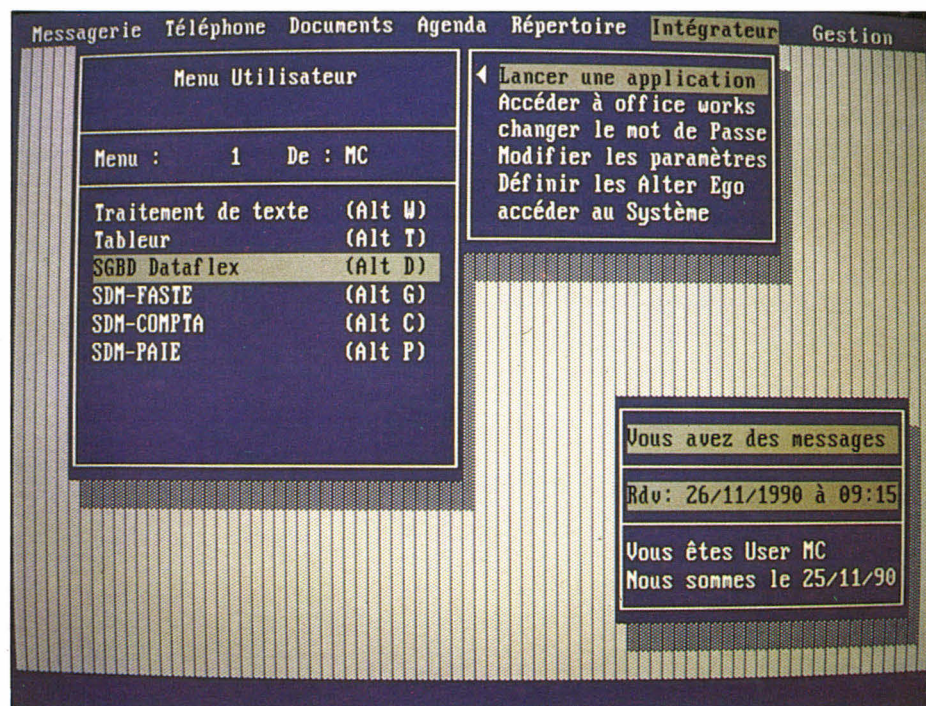 Messagerie Téléphone Documents Agenda Répertoire Intégrateur Gestion
Menu Utilisateur
Menu : 1 De : MC
Traitement de texte (Alt W)
Tableur (Alt T)
SGBD Dataflex (Alt D)
SDM-FASTE (Alt G)
SDM-COMPTA (Alt C)
SDM-PAIE (Alt P)
Lancer une application
Accéder à office works
changer le mot de Passe
Modifier les paramètres
Définir les Alter Ego
accéder au Système
Vous avez des messages
Rdv: 26/11/1990 à 09:15
Vous êtes User MC
Nous sommes le 25/11/90